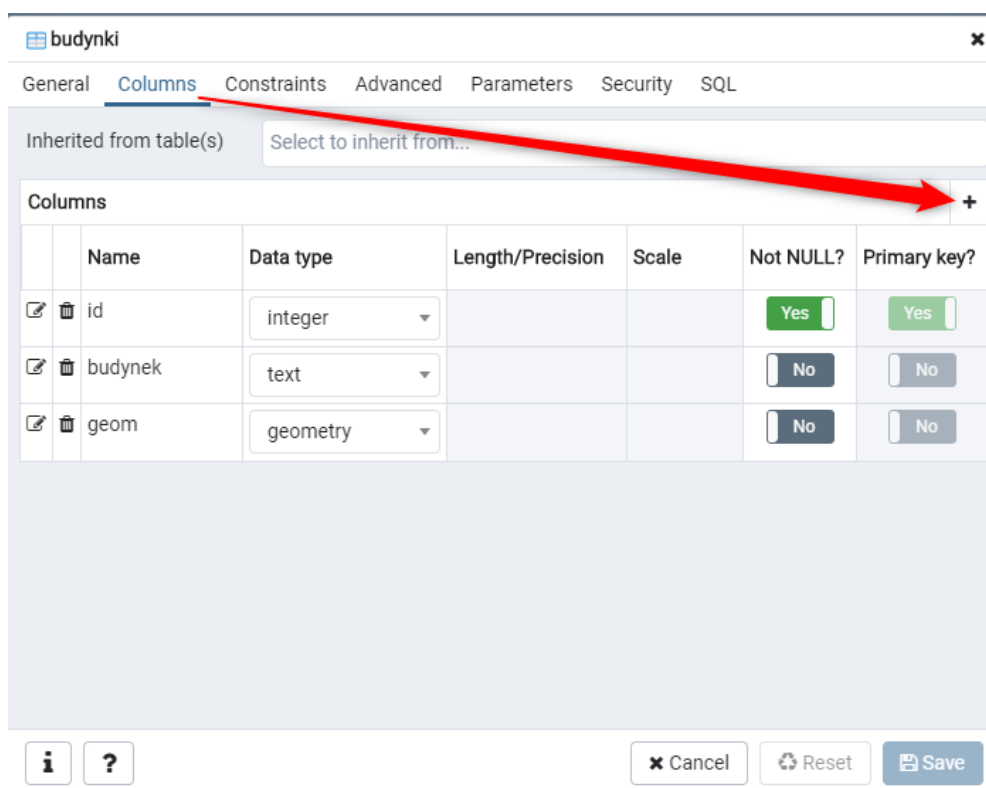 budynki
General Columns Constraints Advanced Parameters Security SQL
Inherited from table(s) Select to inherit from...
Columns
Name Data type Length/Precision Scale Not NULL? Primary key?
id integer Yes Yes
budynek text No No
geom geometry No No
i ? Cancel Reset Save